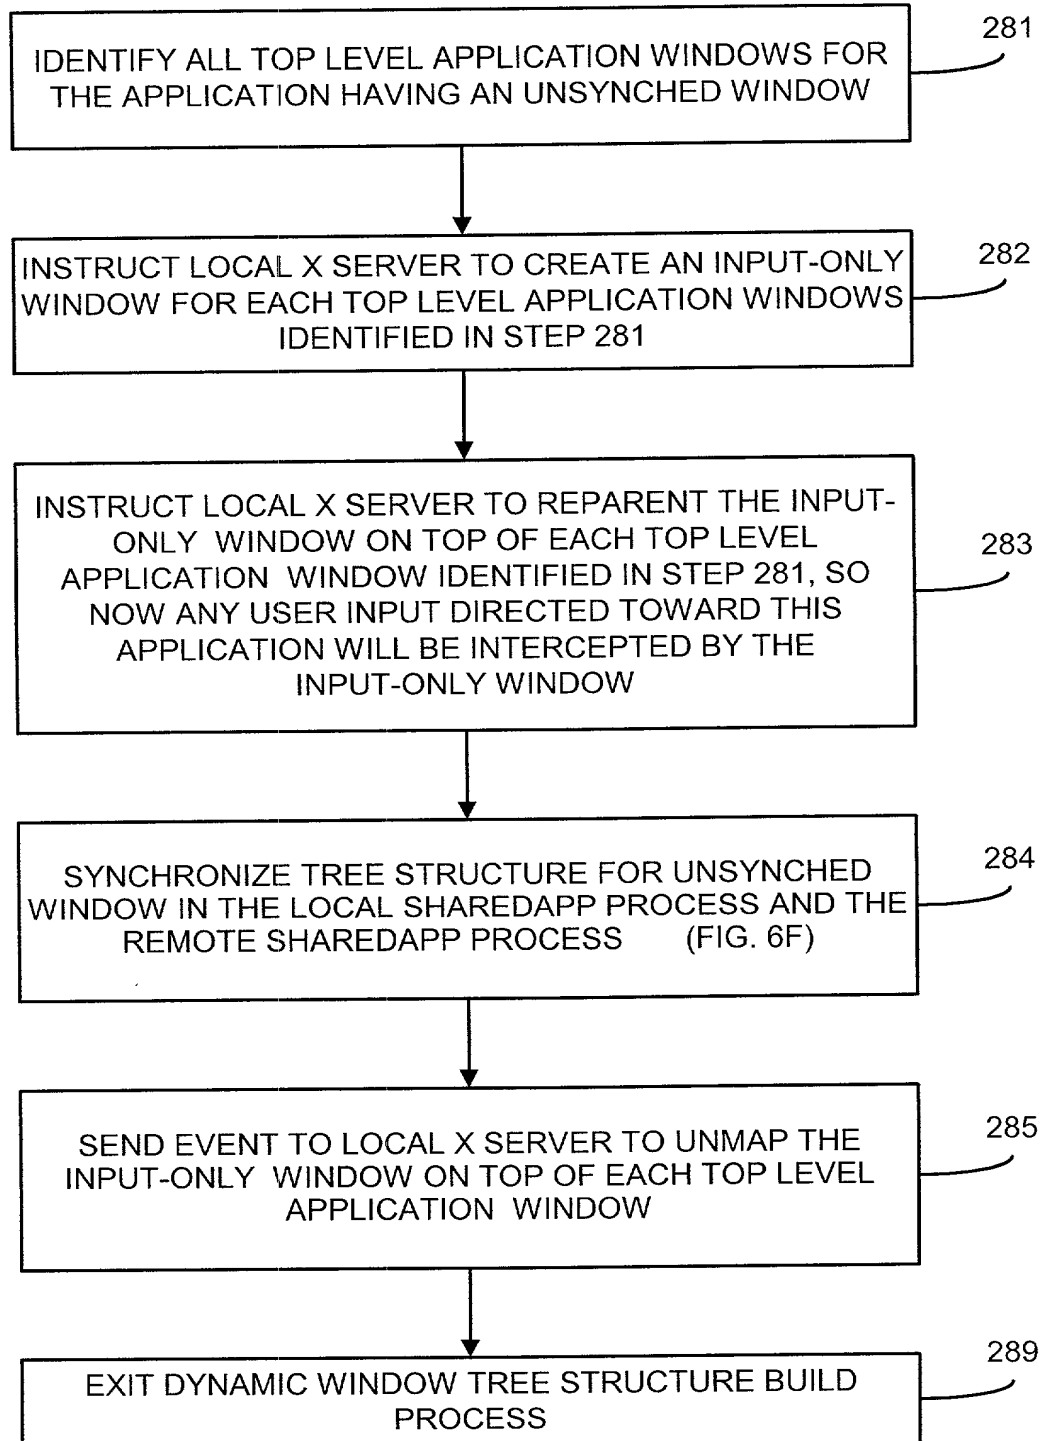 281
IDENTIFY ALL TOP LEVEL APPLICATION WINDOWS FOR
THE APPLICATION HAVING AN UNSYNCHED WINDOW
282
INSTRUCT LOCAL X SERVER TO CREATE AN INPUT-ONLY
WINDOW FOR EACH TOP LEVEL APPLICATION WINDOWS
IDENTIFIED IN STEP 281
283
INSTRUCT LOCAL X SERVER TO REPARENT THE INPUT-
ONLY WINDOW ON TOP OF EACH TOP LEVEL
APPLICATION WINDOW IDENTIFIED IN STEP 281, SO
NOW ANY USER INPUT DIRECTED TOWARD THIS
APPLICATION WILL BE INTERCEPTED BY THE
INPUT-ONLY WINDOW
284
SYNCHRONIZE TREE STRUCTURE FOR UNSYNCHED
WINDOW IN THE LOCAL SHAREDAPP PROCESS AND THE
REMOTE SHAREDAPP PROCESS (FIG. 6F)
285
SEND EVENT TO LOCAL X SERVER TO UNMAP THE
INPUT-ONLY WINDOW ON TOP OF EACH TOP LEVEL
APPLICATION WINDOW
289
EXIT DYNAMIC WINDOW TREE STRUCTURE BUILD
PROCESS